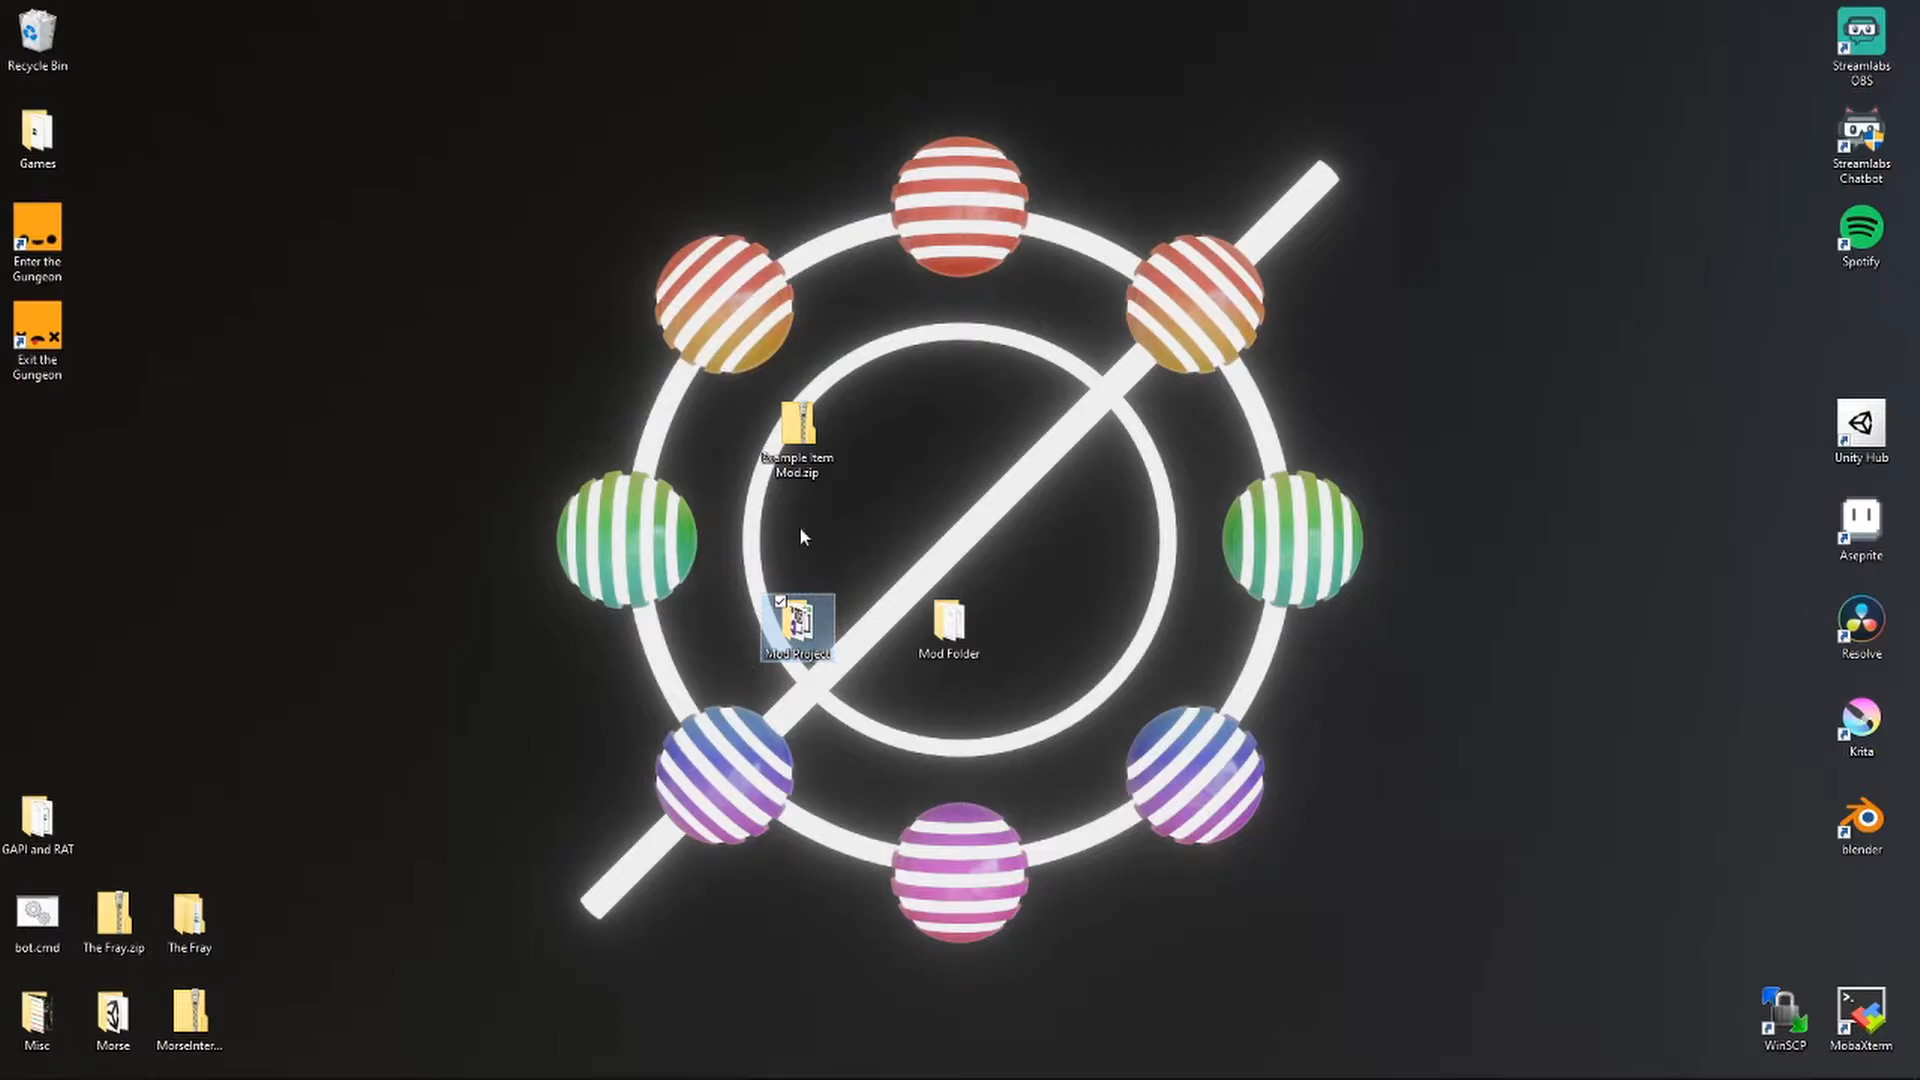 Recycle Bin
Games
Enter the
Gungeon
Exit the
Gungeon
GAPI and RAT
bot.cmd
The Fray.zip
The Fray
Misc
Morse
MorseInter...
Example Item
Mod.zip
Mod Project
Mod Folder
Streamlabs
OBS
Streamlabs
Chatbot
Spotify
Unity Hub
Aseprite
Resolve
Krita
blender
WinSCP
MobaXterm